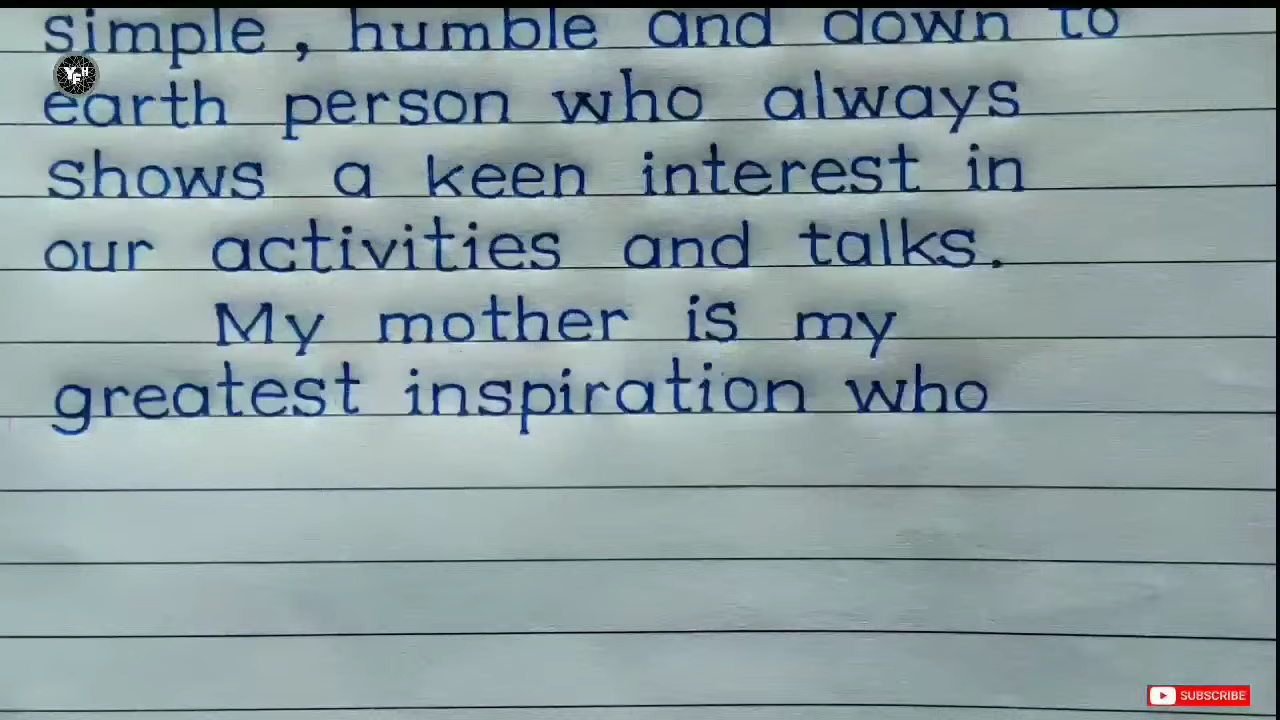 simple, humble and down to
earth person who always
shows a keen interest in
our activities and talks.
My mother is my
greatest inspiration who
SUBSCRIBE